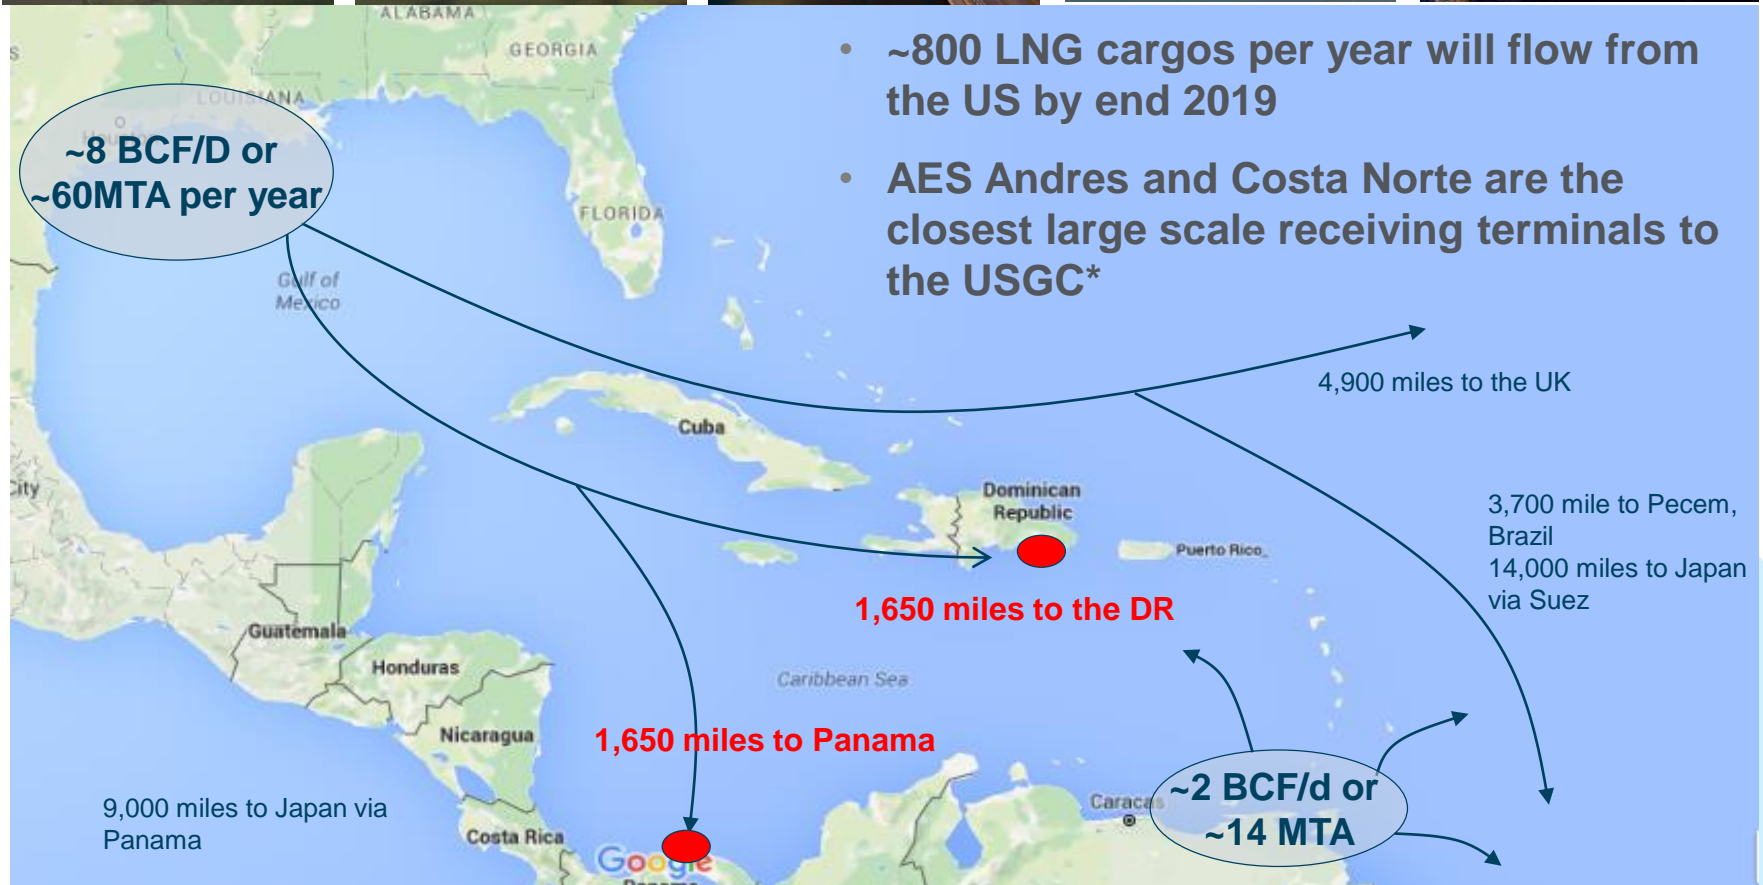 ALABAMA
GEORGIA
• ~800 LNG cargos per year will flow from
the US by end 2019
• AES Andres and Costa Norte are the
closest large scale receiving terminals to
the USGC*
LOUISIANA
~8 BCF/D or
~60MTA per year
FLORIDA
Gulf of
Mexico
4,900 miles to the UK
Cuba
City
Dominican
Republic
3,700 mile to Pecem,
Brazil
14,000 miles to Japan
via Suez
Puerto Rico
1,650 miles to the DR
Guatemala
Honduras
Caribbean Sea
Nicaragua
1,650 miles to Panama
~2 BCF/d or
~14 MTA
Caracas
9,000 miles to Japan via
Panama
Costa Rica
Google